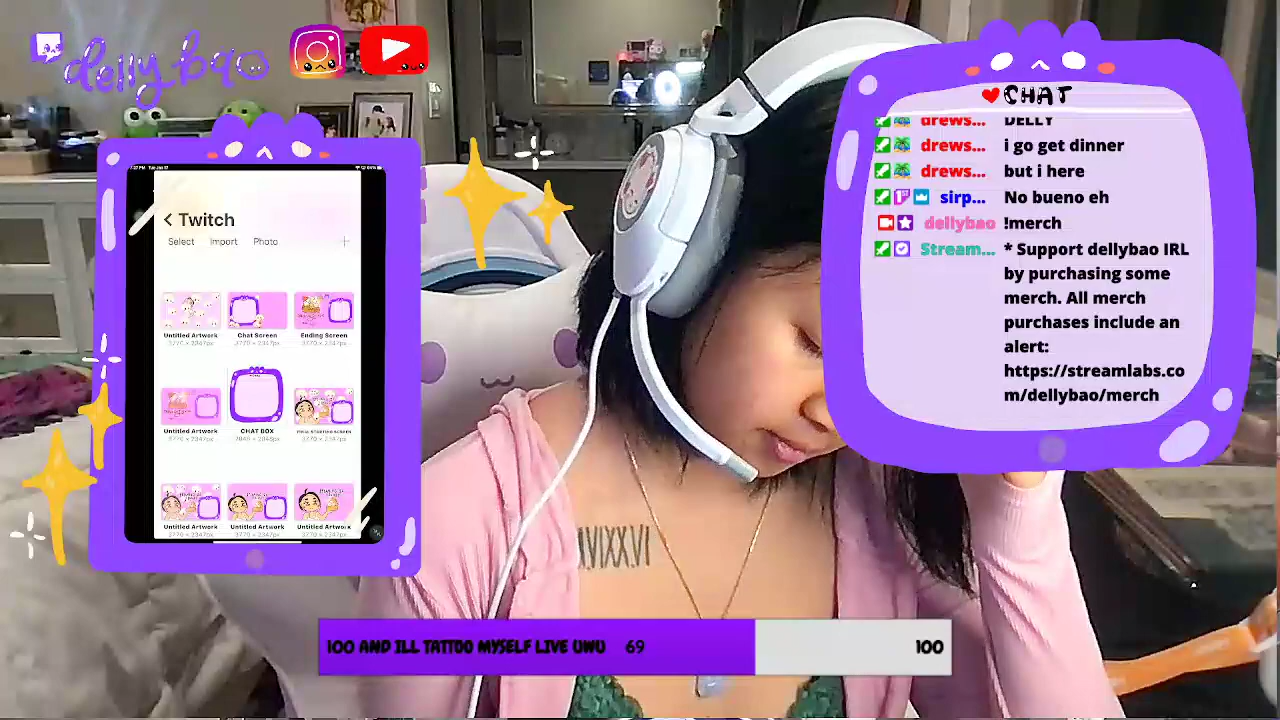 delly_bao
Twitch
Select Import Photo
Untitled Artwork
Chat Screen
Ending Screen
Untitled Artwork
CHAT BOX
Untitled Artwork
Untitled Artwork
Untitled Artwork
CHAT
drews... DELLY
drews... i go get dinner
drews... but i here
sirp... No bueno eh
dellybao !merch
Stream... * Support dellybao IRL
by purchasing some
merch. All merch
purchases include an
alert:
https://streamlabs.co
m/dellybao/merch
100 AND ILL TATTOO MYSELF LIVE UWU 69 100